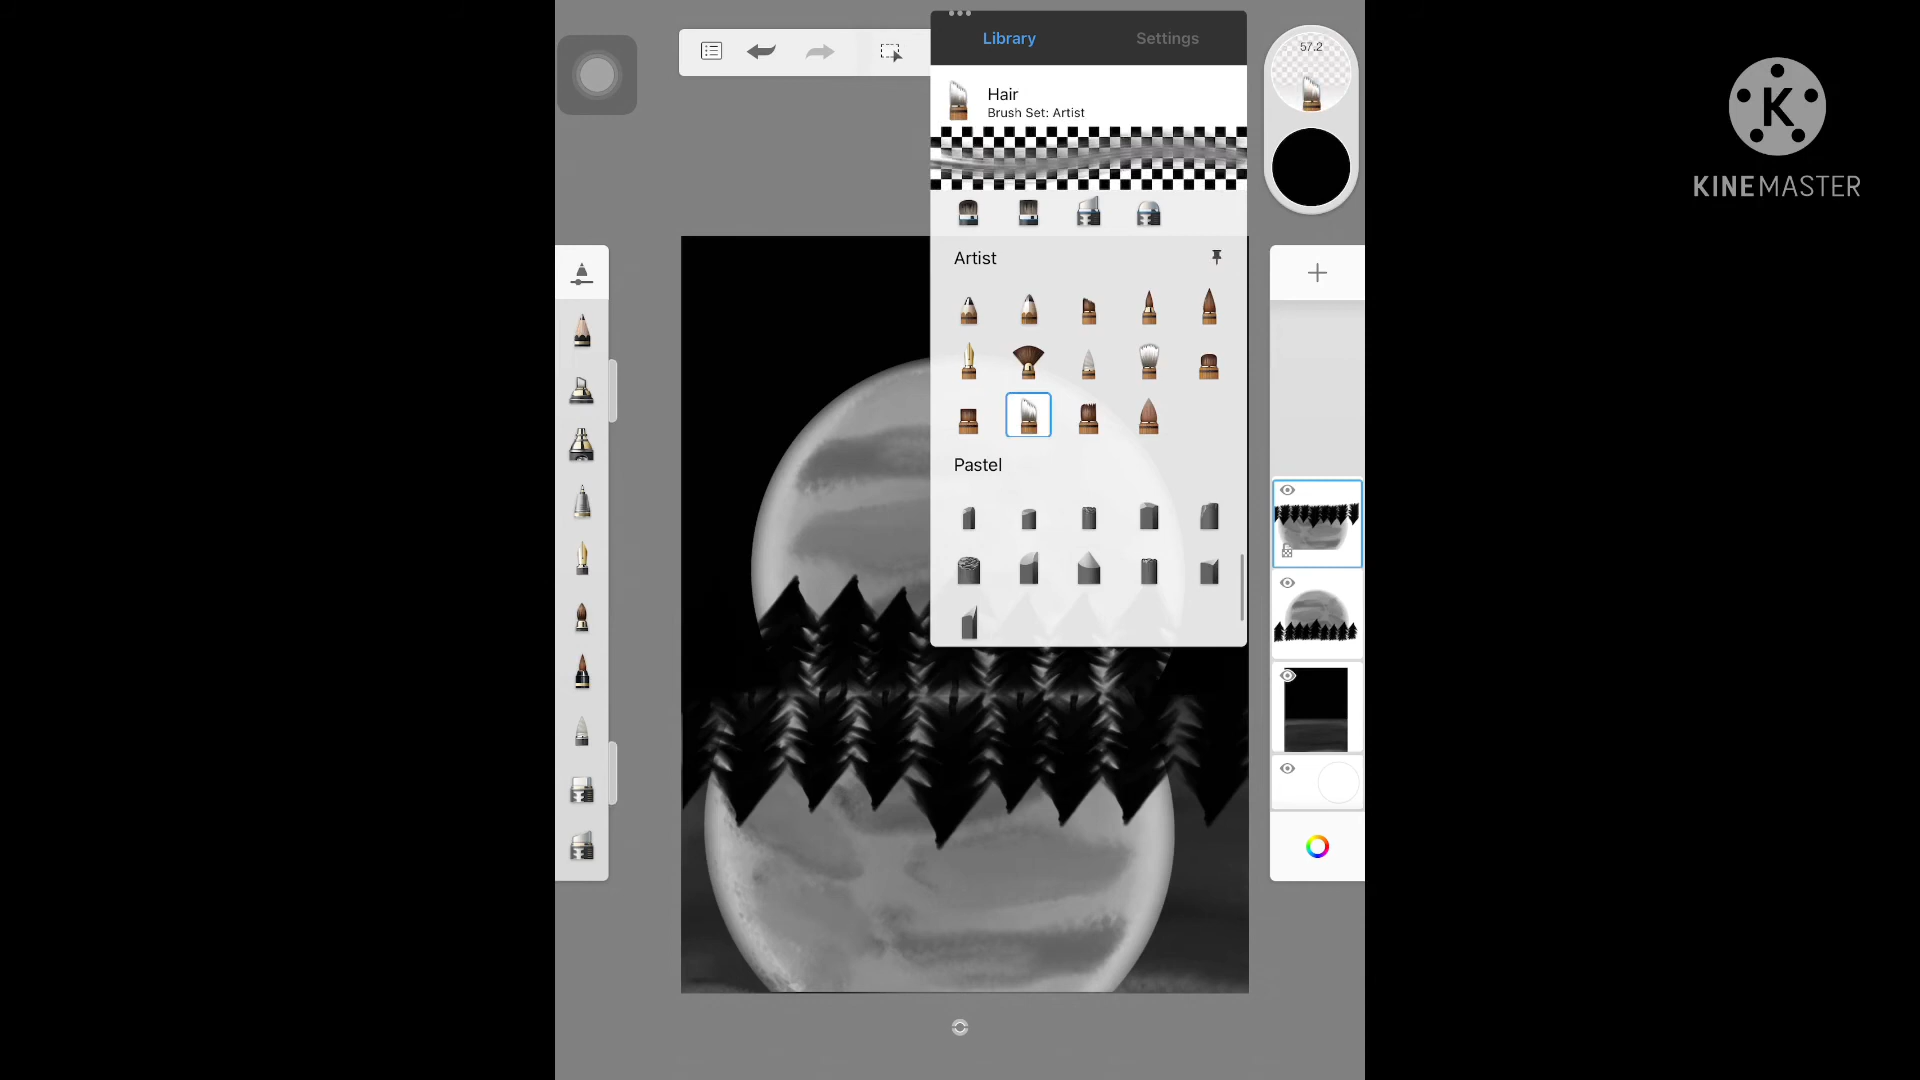 Library Settings
57.2
Hair
Brush Set: Artist
K
KINEMASTER
Artist
Pastel